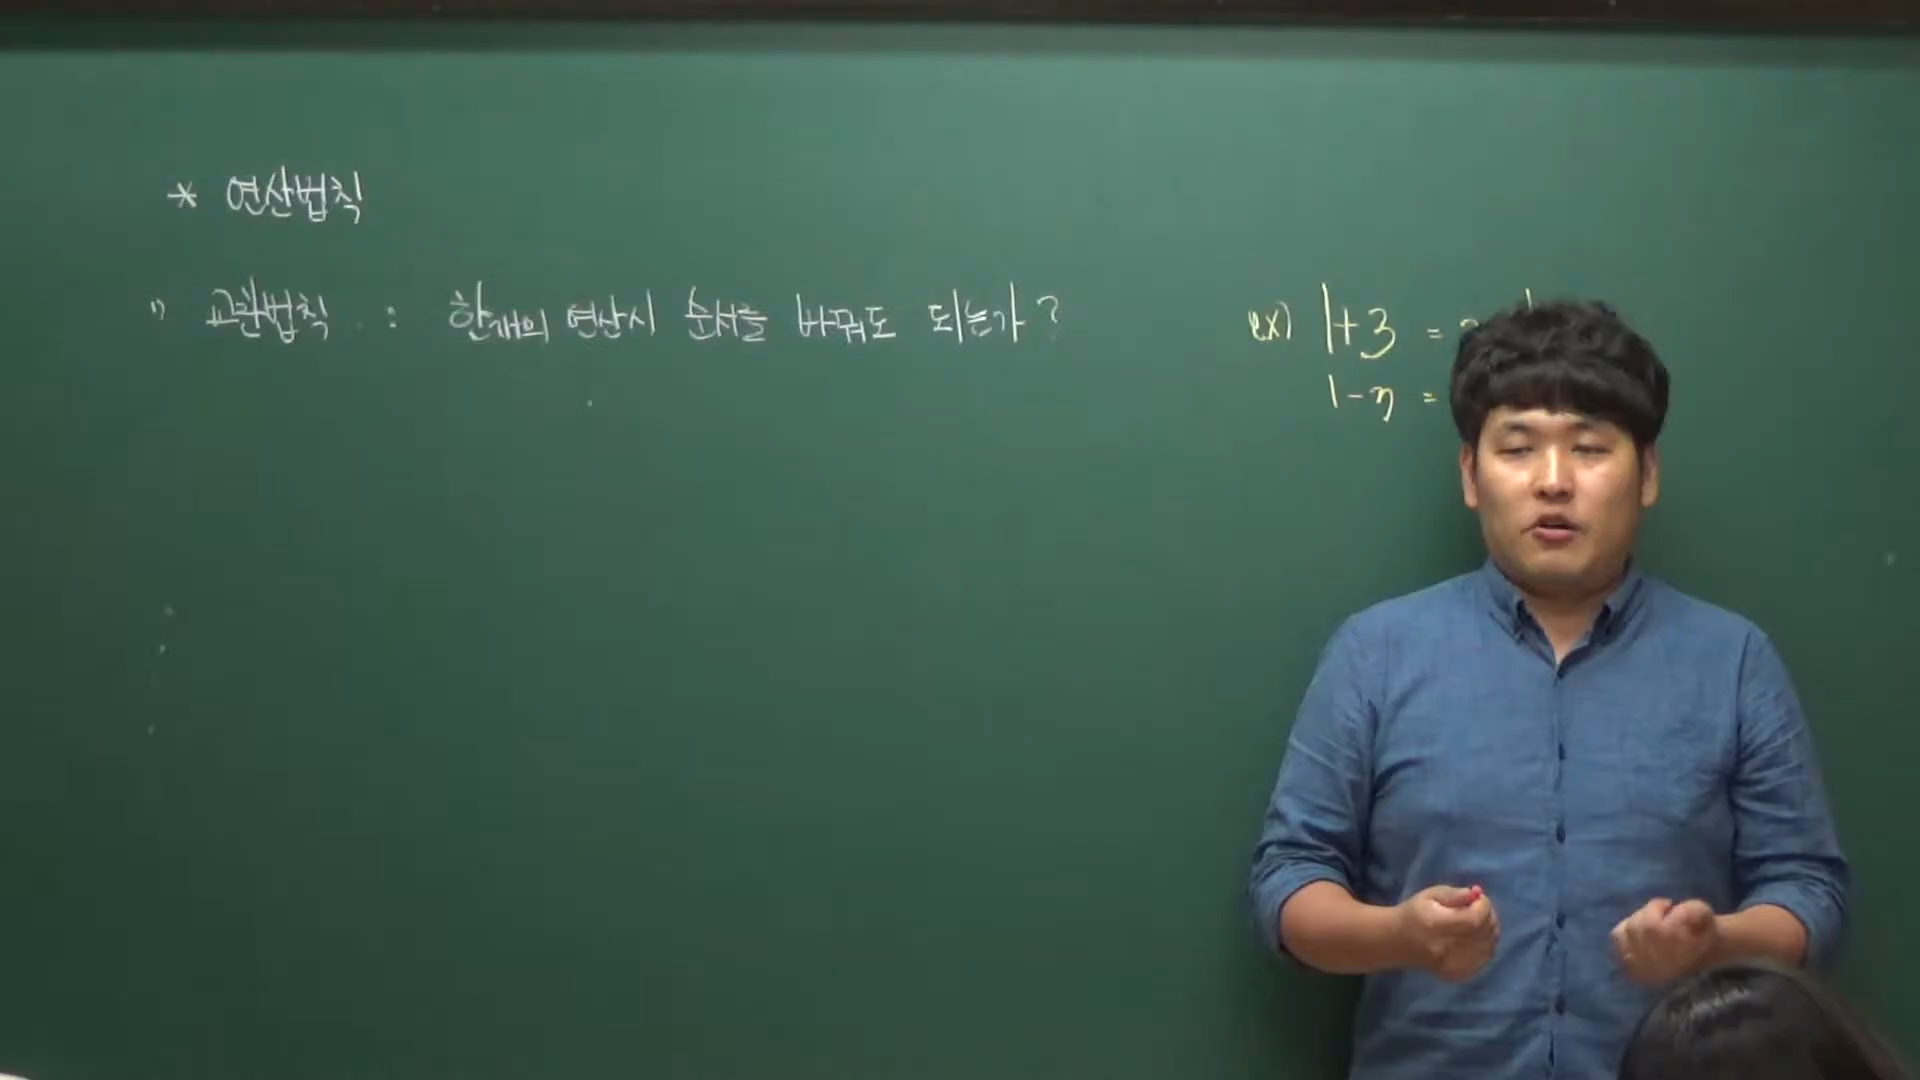 * 연산법칙
1) 교환법칙 : 한개의 연산시 순서를 바꿔도 되는가?
ex) 1+3 =
1-2 =